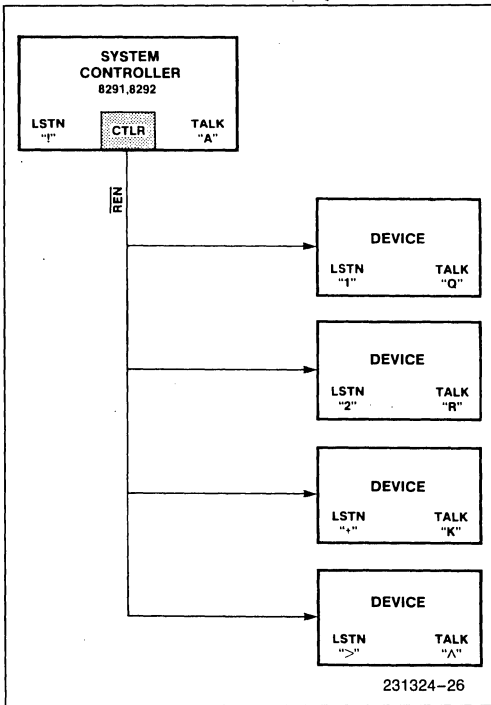 SYSTEM
CONTROLLER
8291,8292
LSTN
"!"
CTLR
TALK
"A"
REN
DEVICE
LSTN
"1"
TALK
"Q"
DEVICE
LSTN
"2"
TALK
"R"
DEVICE
LSTN
"+"
TALK
"K"
DEVICE
LSTN
">"
TALK
"^"
231324-26